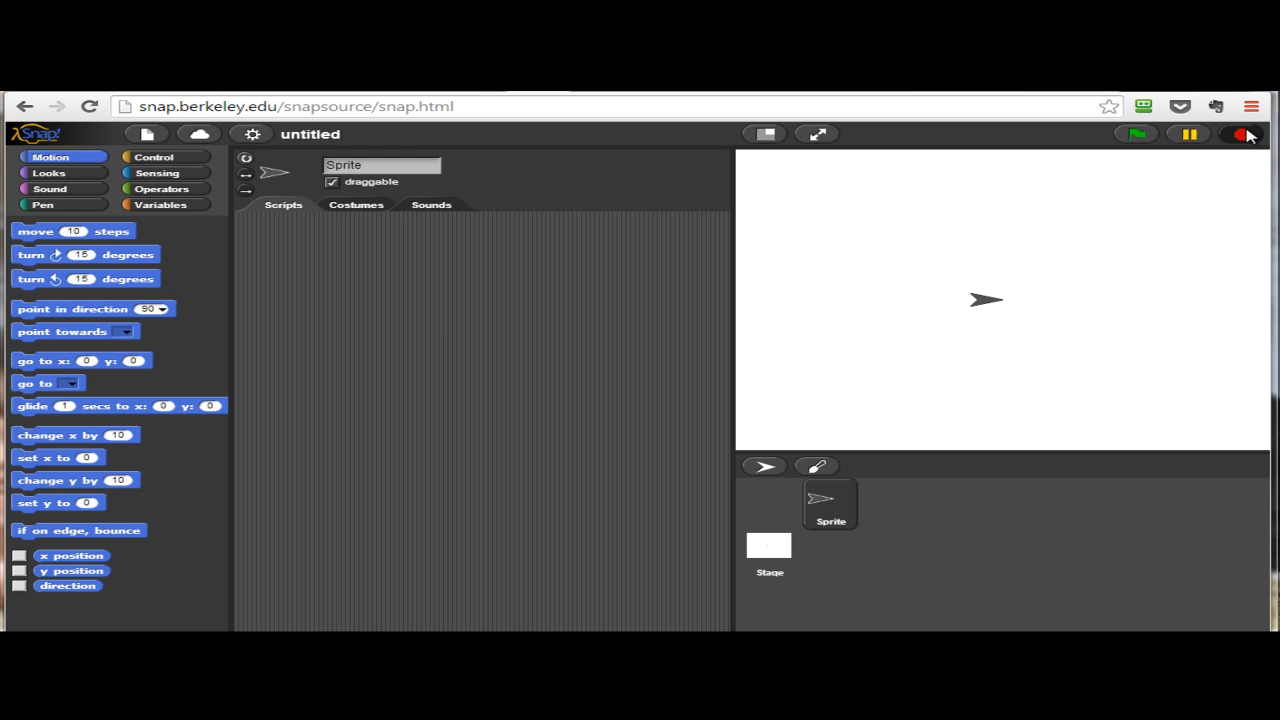 snap.berkeley.edu/snapsource/snap.html
Snap!
untitled
Motion
Control
Looks
Sensing
Sound
Operators
Pen
Variables
Sprite
draggable
Scripts
Costumes
Sounds
move 10 steps
turn 15 degrees
turn 15 degrees
point in direction 90
point towards
go to x: 0 y: 0
go to
glide 1 secs to x: 0 y: 0
change x by 10
set x to 0
change y by 10
set y to 0
if on edge, bounce
x position
y position
direction
Sprite
Stage